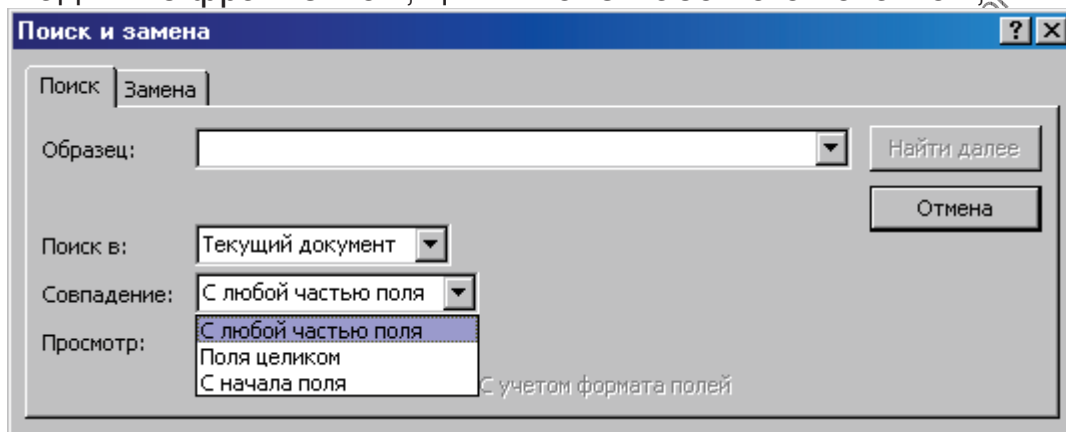 Поиск и замена
Поиск Замена
Образец:
Найти далее
Отмена
Поиск в: Текущий документ
Совпадение: С любой частью поля
С любой частью поля
Просмотр:
Поля целиком
С начала поля
С учетом формата полей